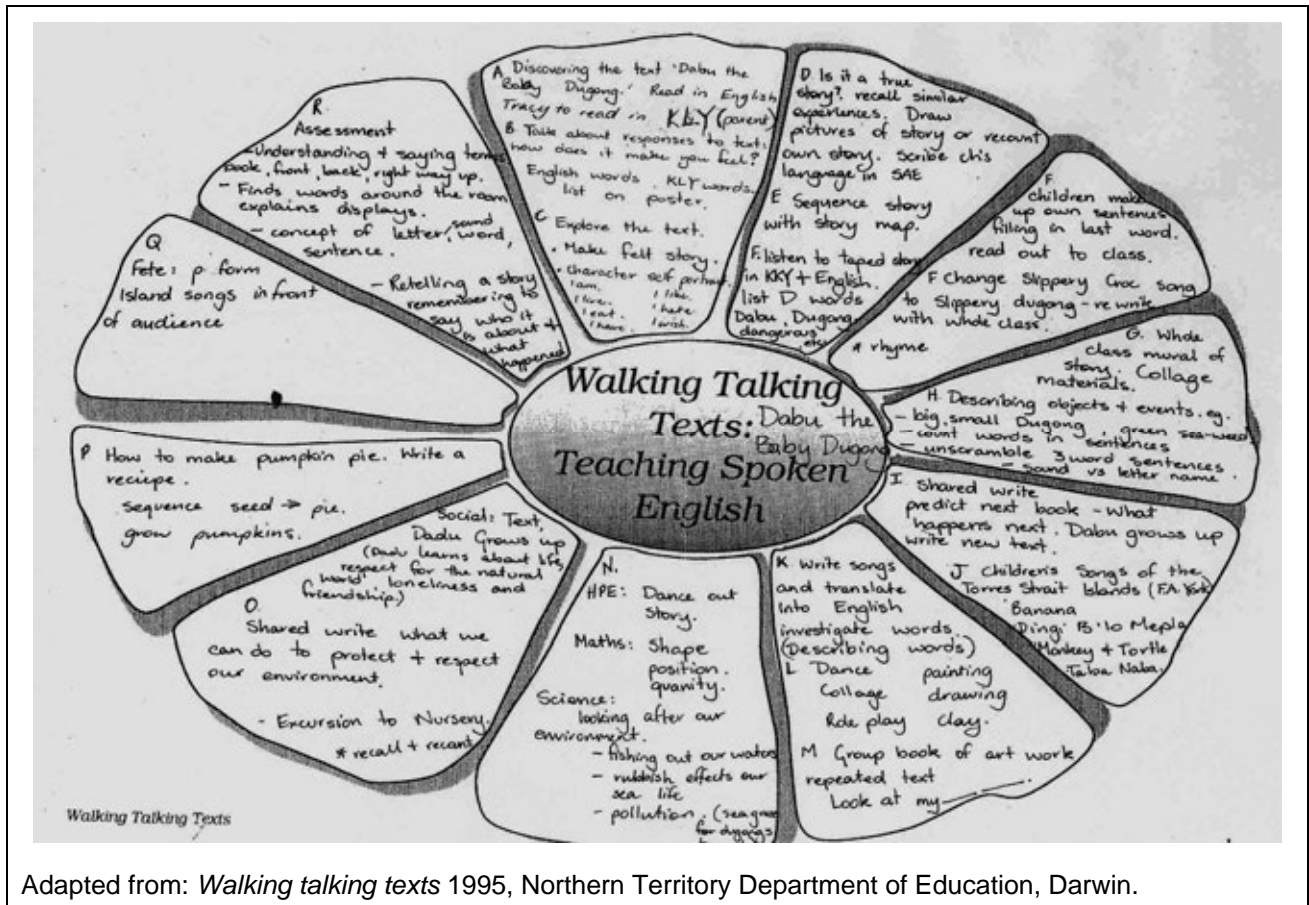 A Discovering the text 'Dabu the
Baby Dugong.' Read in English
Tracy to read in KLY (parent)
B Talk about responses to text:
how does it make you feel?
English words. KLY words.
list on poster.
C Explore the text.
• Make felt story.
• character self portrait
I am. I like.
I live. I hate
I eat. I wish.
I have.
D. Is it a true
story? recall similar
experiences. Draw
pictures of story or recount
own story. Scribe ch's
language in SAE
E Sequence story
with story map.
F. listen to taped story
in KKY + English.
list D words
Dabu, Dugong,
dangerous etc
F.
children make
up own sentences
filling in last word.
read out to class.
F Change Slippery Croc song
to Slippery dugong - re write
with whole class.
* rhyme
G. Whole
class mural of
story. Collage
materials.
H. Describing objects + events. eg.
- big, small Dugong, green sea-weed
- count words in sentences
- unscramble 3 word sentences.
- sound vs letter name
I Shared write
predict next book - What
happens next. Dabu grows up
write new text.
J Children's Songs of the
Torres Strait Islands (F.A. York)
Banana
Mepla
Monkey + Turtle
Taba Naba.
K Write songs
and translate
into English
investigate words.
(Describing words)
L Dance painting
Collage drawing
Role play clay.
M Group book of art work
repeated text
Look at my
N.
HPE: Dance out
story.
Maths: Shape
position.
quanity.
Science:
looking after our
environment.
- fishing out our waters
- rubbish effects our
sea life
- pollution. (seagrass
for dugongs
Social: Text,
Dadu Grows up
(Dadu learns about life,
respect for the natural
world, loneliness and
friendship.)
O.
Shared write what we
can do to protect + respect
our environment.
- Excursion to Nursery.
* recall + recant
P How to make pumpkin pie. Write a
reciepe.
sequence seed → pie.
grow pumpkins.
Q
Fete: p form
Island songs in front
of audience
R.
Assessment
- Understanding + saying terms
book, front, back, right way up.
- Finds words around the room
explains displays.
- concept of letter, sound, word,
sentence.
- Retelling a story
remembering to
say who it
is about +
what
happened
Walking Talking
Texts: Dabu the
Baby Dugong
Teaching Spoken
English
Walking Talking Texts
Adapted from: Walking talking texts 1995, Northern Territory Department of Education, Darwin.